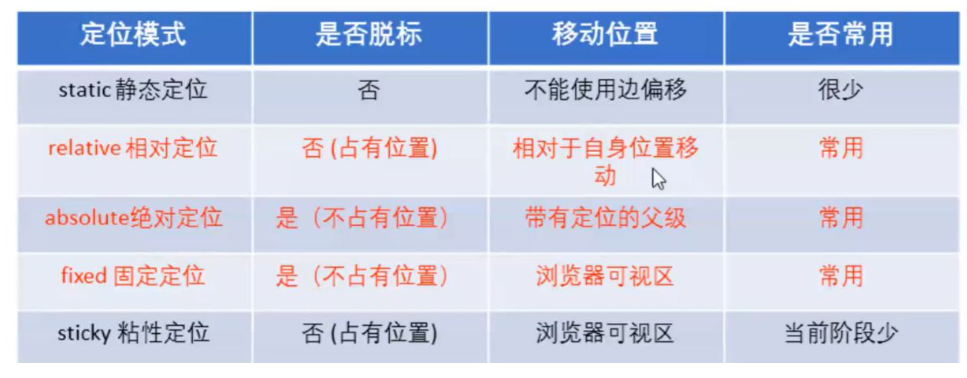 定位模式 是否脱标 移动位置 是否常用
static 静态定位 否 不能使用边偏移 很少
relative 相对定位 否 (占有位置) 相对于自身位置移 常用
动
absolute绝对定位 是（不占有位置） 带有定位的父级 常用
fixed 固定定位 是（不占有位置） 浏览器可视区 常用
sticky 粘性定位 否 (占有位置) 浏览器可视区 当前阶段少